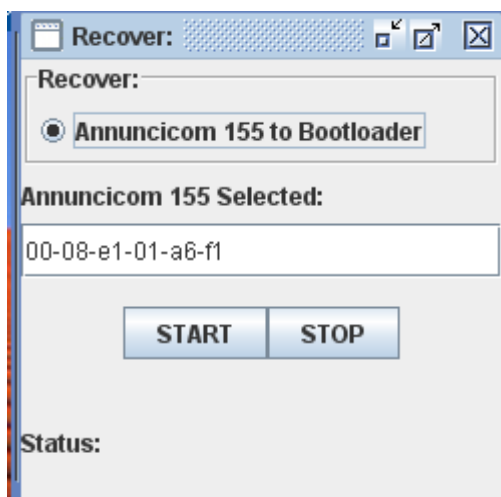 Recover:
Recover:
Annuncicom 155 to Bootloader
Annuncicom 155 Selected:
00-08-e1-01-a6-f1
START STOP
Status: